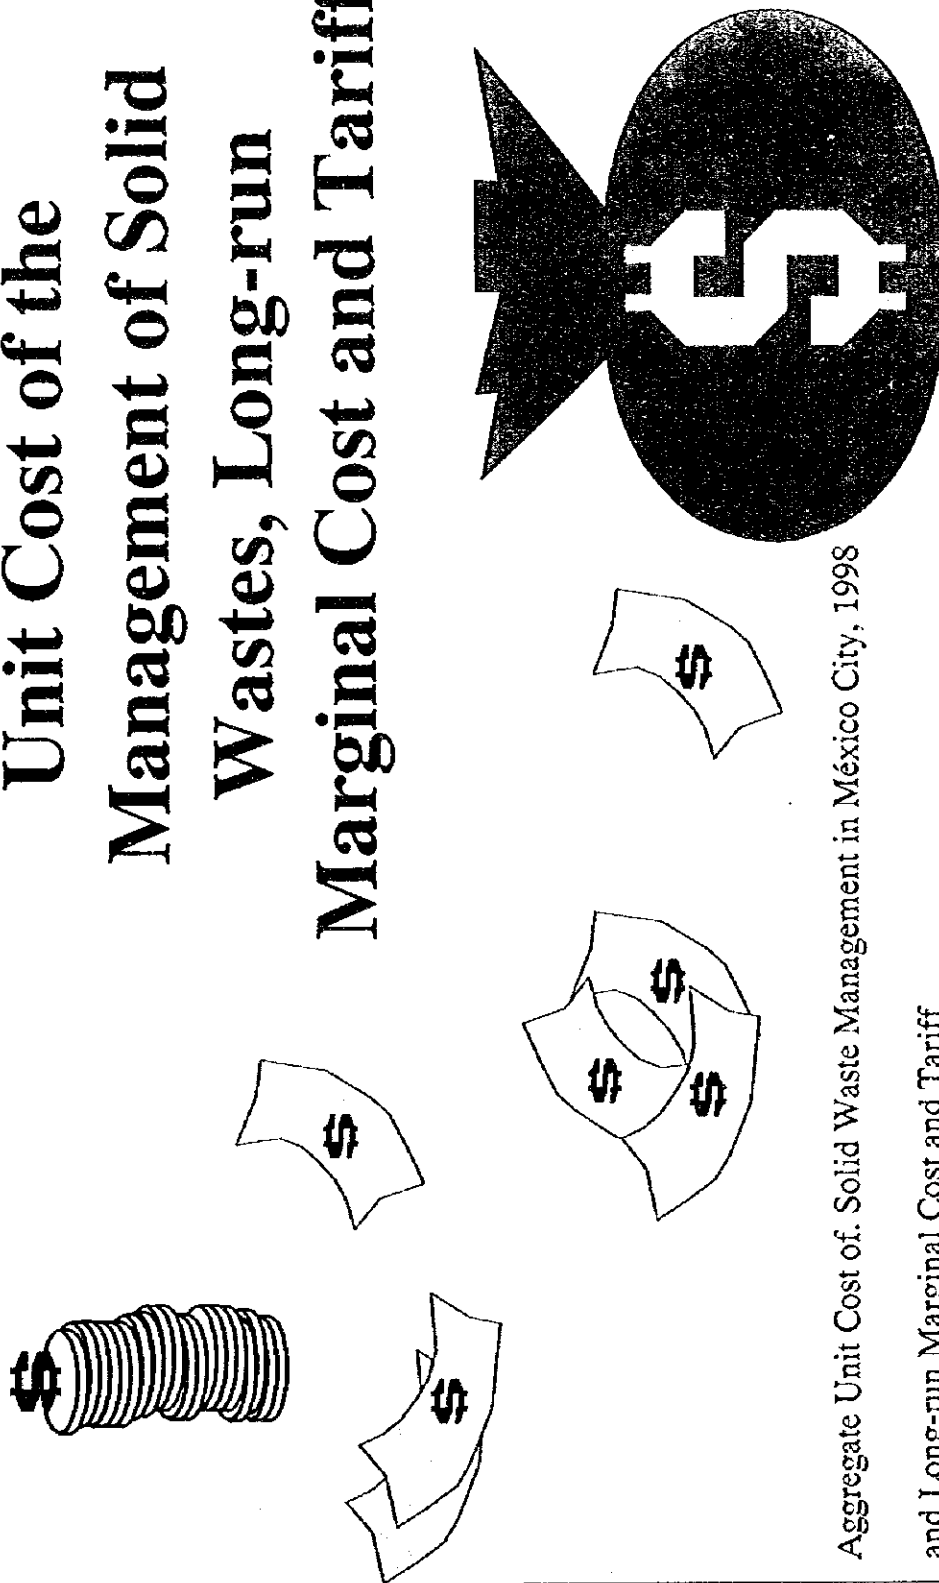 Unit Cost of the
Management of Solid
Wastes, Long-run
Marginal Cost and Tariff
$
$
$
$
$
$
$
$
Aggregate Unit Cost of. Solid Waste Management in México City, 1998
and Long-run Marginal Cost and Tariff